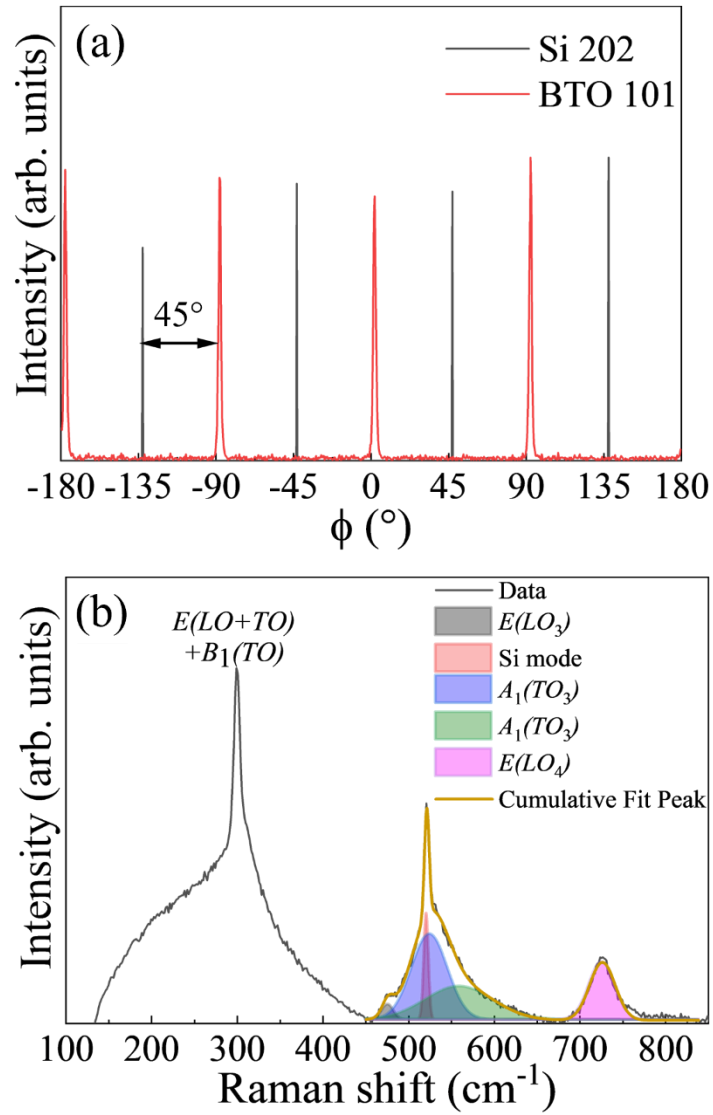 (a)
Si 202
BTO 101
Intensity (arb. units)
45°
-180 -135 -90 -45 0 45 90 135 180
ϕ (°)
(b)
E(LO+TO)
+B₁(TO)
Data
E(LO₃)
Si mode
A₁(TO₃)
A₁(TO₃)
E(LO₄)
Cumulative Fit Peak
Intensity (arb. units)
100 200 300 400 500 600 700 800
Raman shift (cm⁻¹)